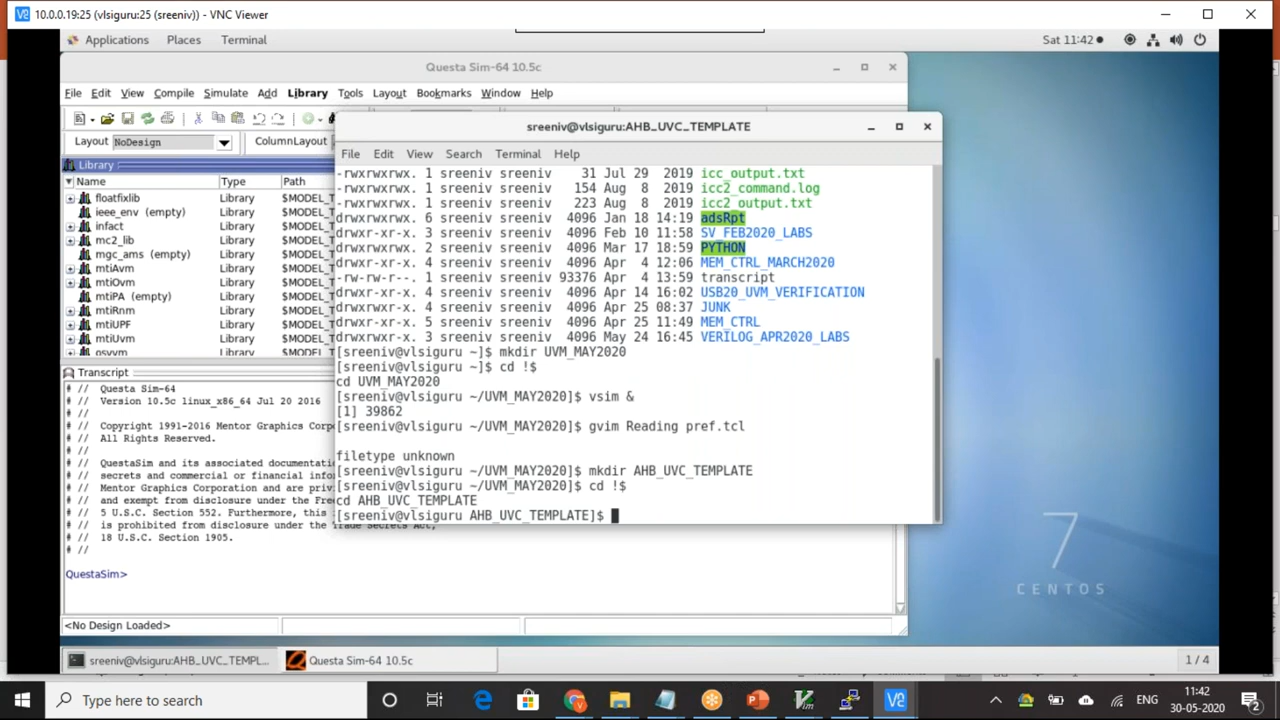 10.0.0.19:25 (vlsiguru:25 (sreeniv)) - VNC Viewer
Applications Places Terminal Sat 11:42
Questa Sim-64 10.5c
File Edit View Compile Simulate Add Library Tools Layout Bookmarks Window Help
Layout NoDesign ColumnLayout
Library
Name Type Path
floatfixlib Library $MODEL_T
ieee_env (empty) Library $MODEL_T
infact Library $MODEL_T
mc2_lib Library $MODEL_T
mgc_ams (empty) Library $MODEL_T
mtiAvm Library $MODEL_T
mtiOvm Library $MODEL_T
mtiPA (empty) Library $MODEL_T
mtiRnm Library $MODEL_T
mtiUPF Library $MODEL_T
mtiUvm Library $MODEL_T
osvvm Library $MODEL_T
Transcript
# // Questa Sim-64
# // Version 10.5c linux_x86_64 Jul 20 2016
# //
# // Copyright 1991-2016 Mentor Graphics Corp
# // All Rights Reserved.
# //
# // QuestaSim and its associated documentatio
# // secrets and commercial or financial infor
# // Mentor Graphics Corporation and are privi
# // and exempt from disclosure under the Free
# // 5 U.S.C. Section 552. Furthermore, this
# // is prohibited from disclosure under the Trade Secrets Act,
# // 18 U.S.C. Section 1905.
# //
QuestaSim>
<No Design Loaded>
sreeniv@vlsiguru:AHB_UVC_TEMPLATE
File Edit View Search Terminal Help
-rwxrwxrwx. 1 sreeniv sreeniv 31 Jul 29 2019 icc_output.txt
-rwxrwxrwx. 1 sreeniv sreeniv 154 Aug 8 2019 icc2_command.log
-rwxrwxrwx. 1 sreeniv sreeniv 223 Aug 8 2019 icc2_output.txt
drwxrwxrwx. 6 sreeniv sreeniv 4096 Jan 18 14:19 adsRpt
drwxr-xr-x. 3 sreeniv sreeniv 4096 Feb 10 11:58 SV_FEB2020_LABS
drwxrwxrwx. 2 sreeniv sreeniv 4096 Mar 17 18:59 PYTHON
drwxr-xr-x. 4 sreeniv sreeniv 4096 Apr 4 12:06 MEM_CTRL_MARCH2020
-rw-rw-r--. 1 sreeniv sreeniv 93376 Apr 4 13:59 transcript
drwxr-xr-x. 4 sreeniv sreeniv 4096 Apr 14 16:02 USB20_UVM_VERIFICATION
drwxr-xr-x. 4 sreeniv sreeniv 4096 Apr 25 08:37 JUNK
drwxr-xr-x. 5 sreeniv sreeniv 4096 Apr 25 11:49 MEM_CTRL
drwxrwxr-x. 3 sreeniv sreeniv 4096 May 24 16:45 VERILOG_APR2020_LABS
[sreeniv@vlsiguru ~]$ mkdir UVM_MAY2020
[sreeniv@vlsiguru ~]$ cd !$
cd UVM_MAY2020
[sreeniv@vlsiguru ~/UVM_MAY2020]$ vsim &
[1] 39862
[sreeniv@vlsiguru ~/UVM_MAY2020]$ gvim Reading pref.tcl
filetype unknown
[sreeniv@vlsiguru ~/UVM_MAY2020]$ mkdir AHB_UVC_TEMPLATE
[sreeniv@vlsiguru ~/UVM_MAY2020]$ cd !$
cd AHB_UVC_TEMPLATE
[sreeniv@vlsiguru AHB_UVC_TEMPLATE]$
7
CENTOS
sreeniv@vlsiguru:AHB_UVC_TEMPL... Questa Sim-64 10.5c 1 / 4
Type here to search
ENG
11:42
30-05-2020
2